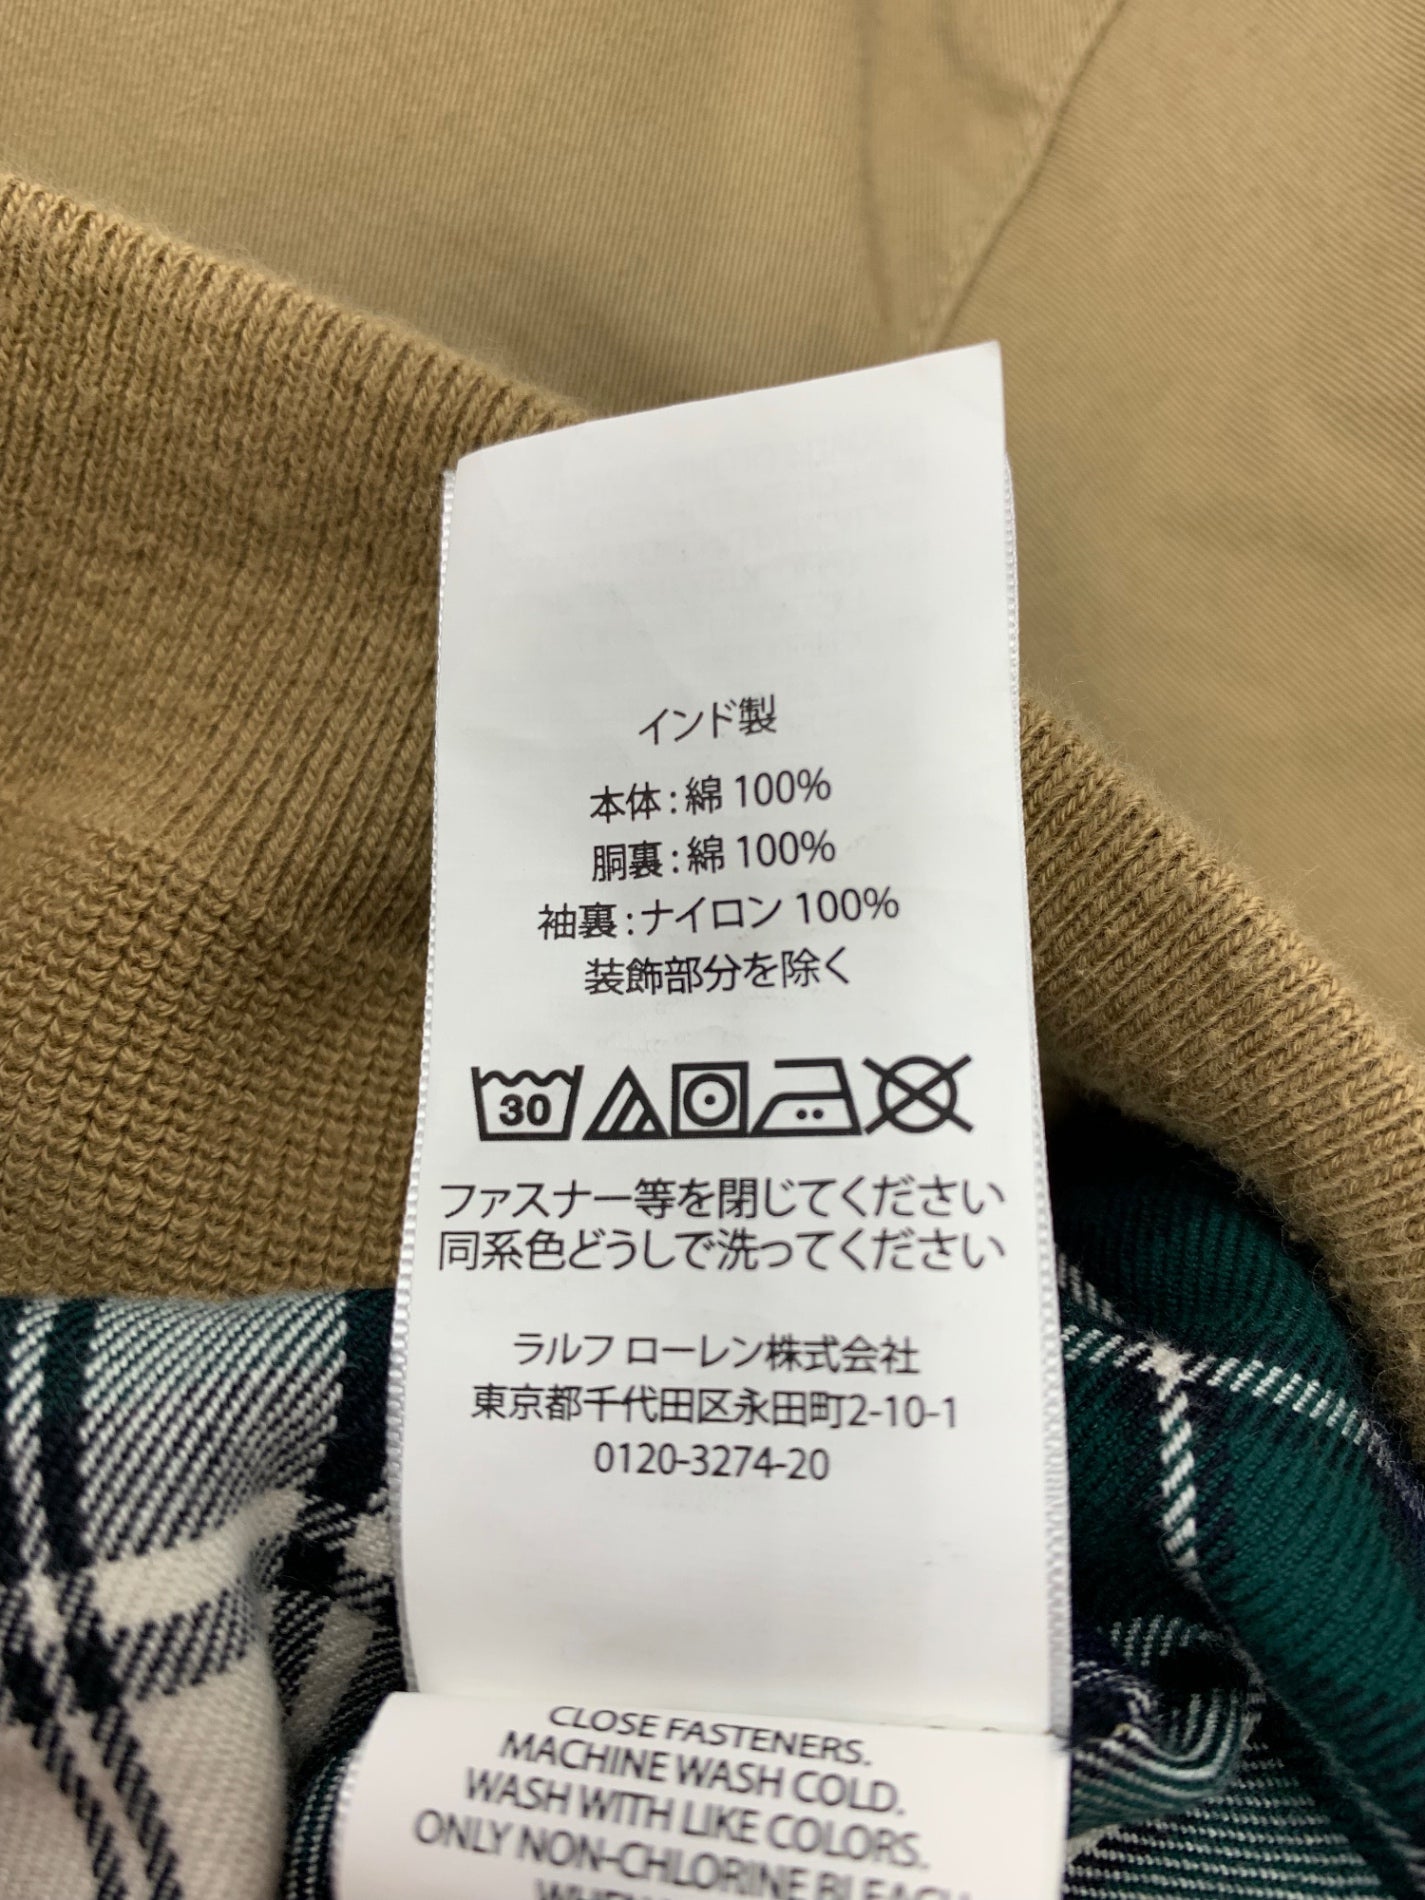 インド製
本体 : 綿 100%
胴裏 : 綿 100%
袖裏 : ナイロン 100%
装飾部分を除く
30
ファスナー等を閉じてください
同系色どうしで洗ってください
ラルフ ローレン株式会社
東京都千代田区永田町2-10-1
0120-3274-20
CLOSE FASTENERS.
MACHINE WASH COLD.
WASH WITH LIKE COLORS.
ONLY NON-CHLORINE BLEACH